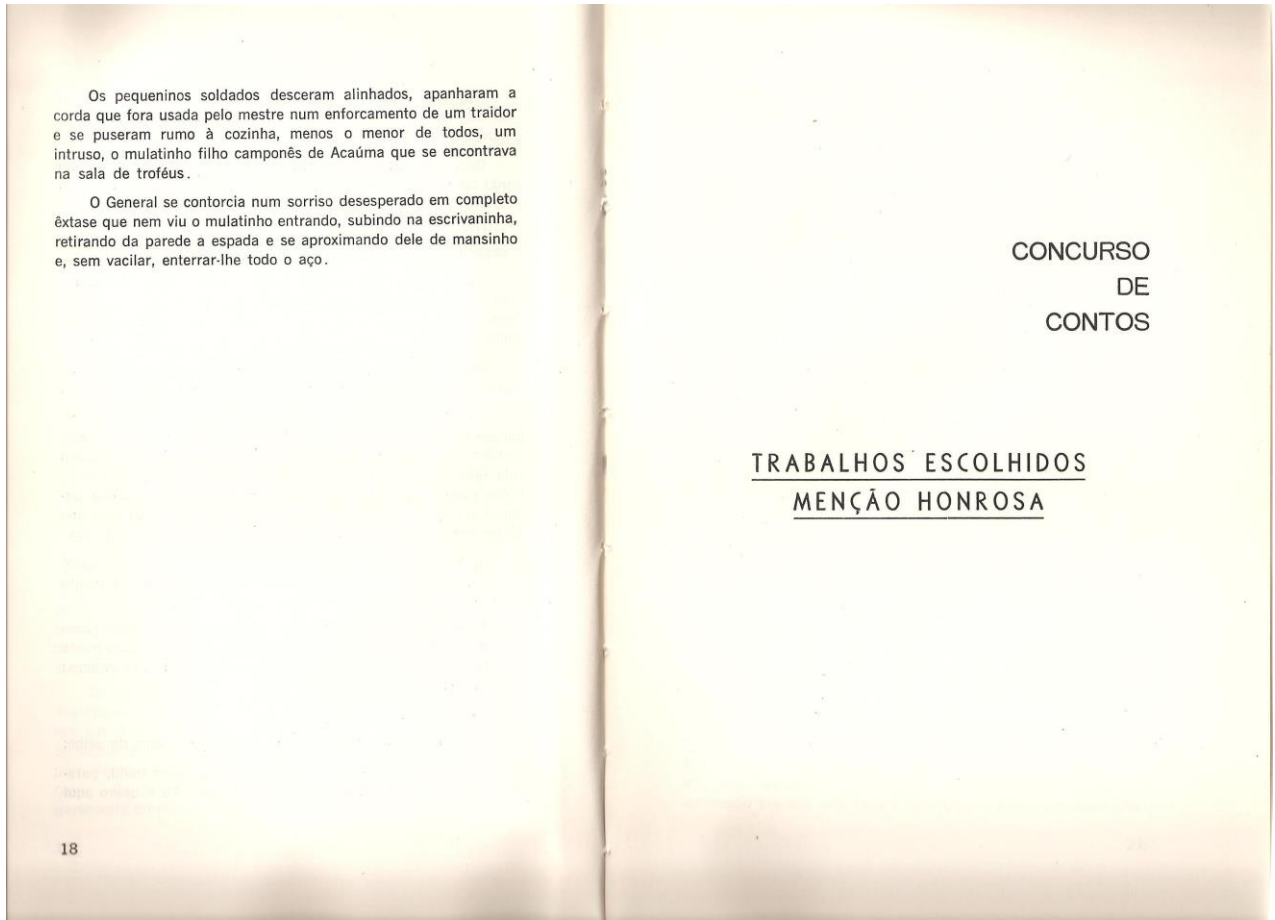 Os pequeninos soldados desceram alinhados, apanharam a
corda que fora usada pelo mestre num enforcamento de um traidor
e se puseram rumo à cozinha, menos o menor de todos, um
intruso, o mulatinho filho camponês de Acaúma que se encontrava
na sala de troféus.
O General se contorcia num sorriso desesperado em completo
êxtase que nem viu o mulatinho entrando, subindo na escrivaninha,
retirando da parede a espada e se aproximando dele de mansinho
e, sem vacilar, enterrar-lhe todo o aço.
18
CONCURSO
DE
CONTOS
TRABALHOS ESCOLHIDOS
MENÇÃO HONROSA